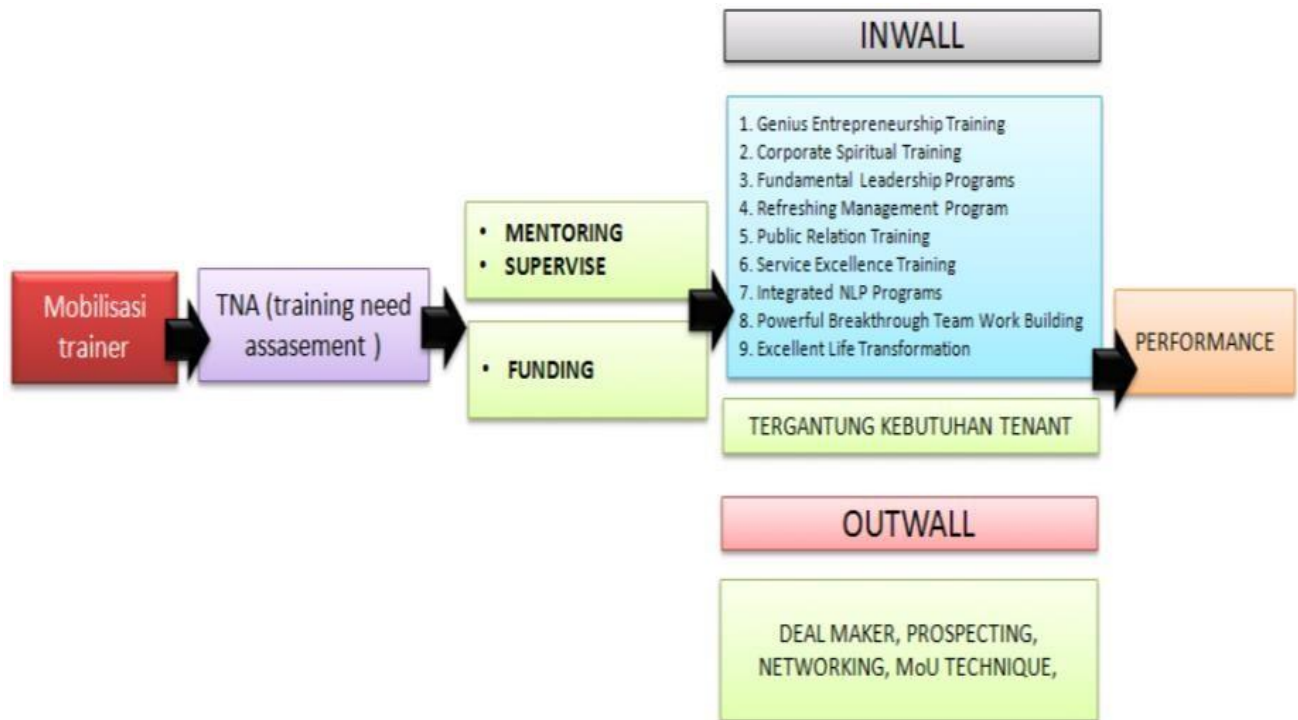 INWALL
1. Genius Entrepreneurship Training
2. Corporate Spiritual Training
3. Fundamental Leadership Programs
4. Refreshing Management Program
5. Public Relation Training
6. Service Excellence Training
7. Integrated NLP Programs
8. Powerful Breakthrough Team Work Building
9. Excellent Life Transformation
• MENTORING
• SUPERVISE
Mobilisasi
trainer
TNA (training need
assasement )
• FUNDING
PERFORMANCE
TERGANTUNG KEBUTUHAN TENANT
OUTWALL
DEAL MAKER, PROSPECTING,
NETWORKING, MoU TECHNIQUE,